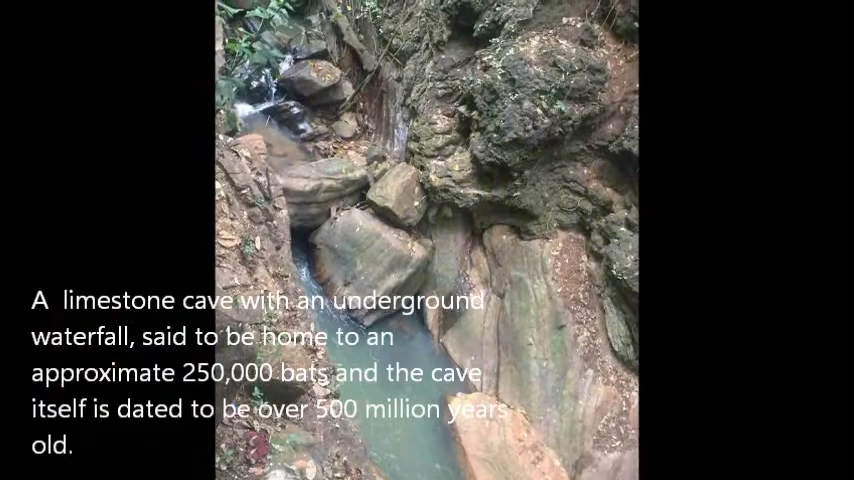 A  limestone cave with an underground
waterfall, said to be home to an
approximate 250,000 bats and the cave
itself is dated to be over 500 million years
old.